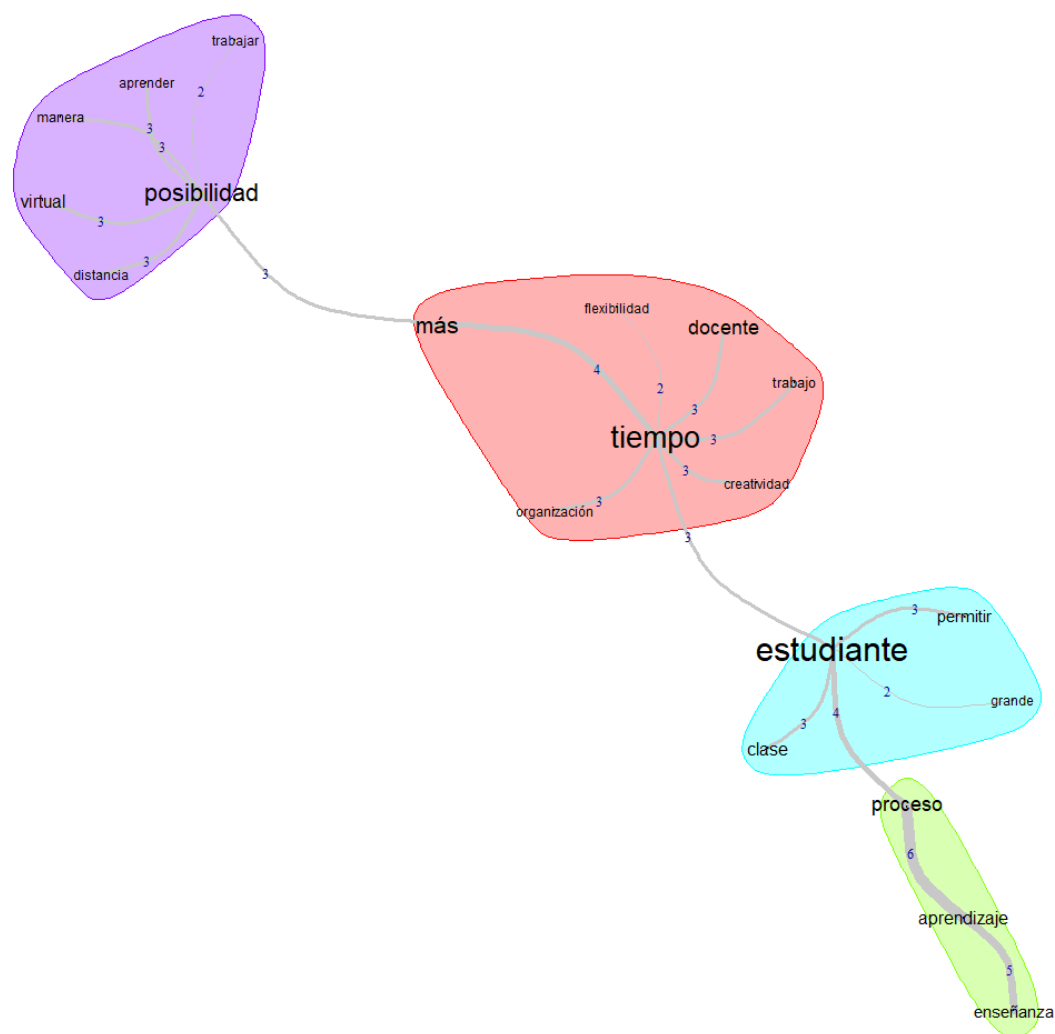 trabajar
aprender
2
manera
3
3
posibilidad
virtual
3
3
distancia
3
flexibilidad
más
docente
4
2
trabajo
3
tiempo
3
3
creatividad
3
organización
3
3
permitir
estudiante
2
grande
3
4
clase
proceso
6
aprendizaje
5
enseñanza